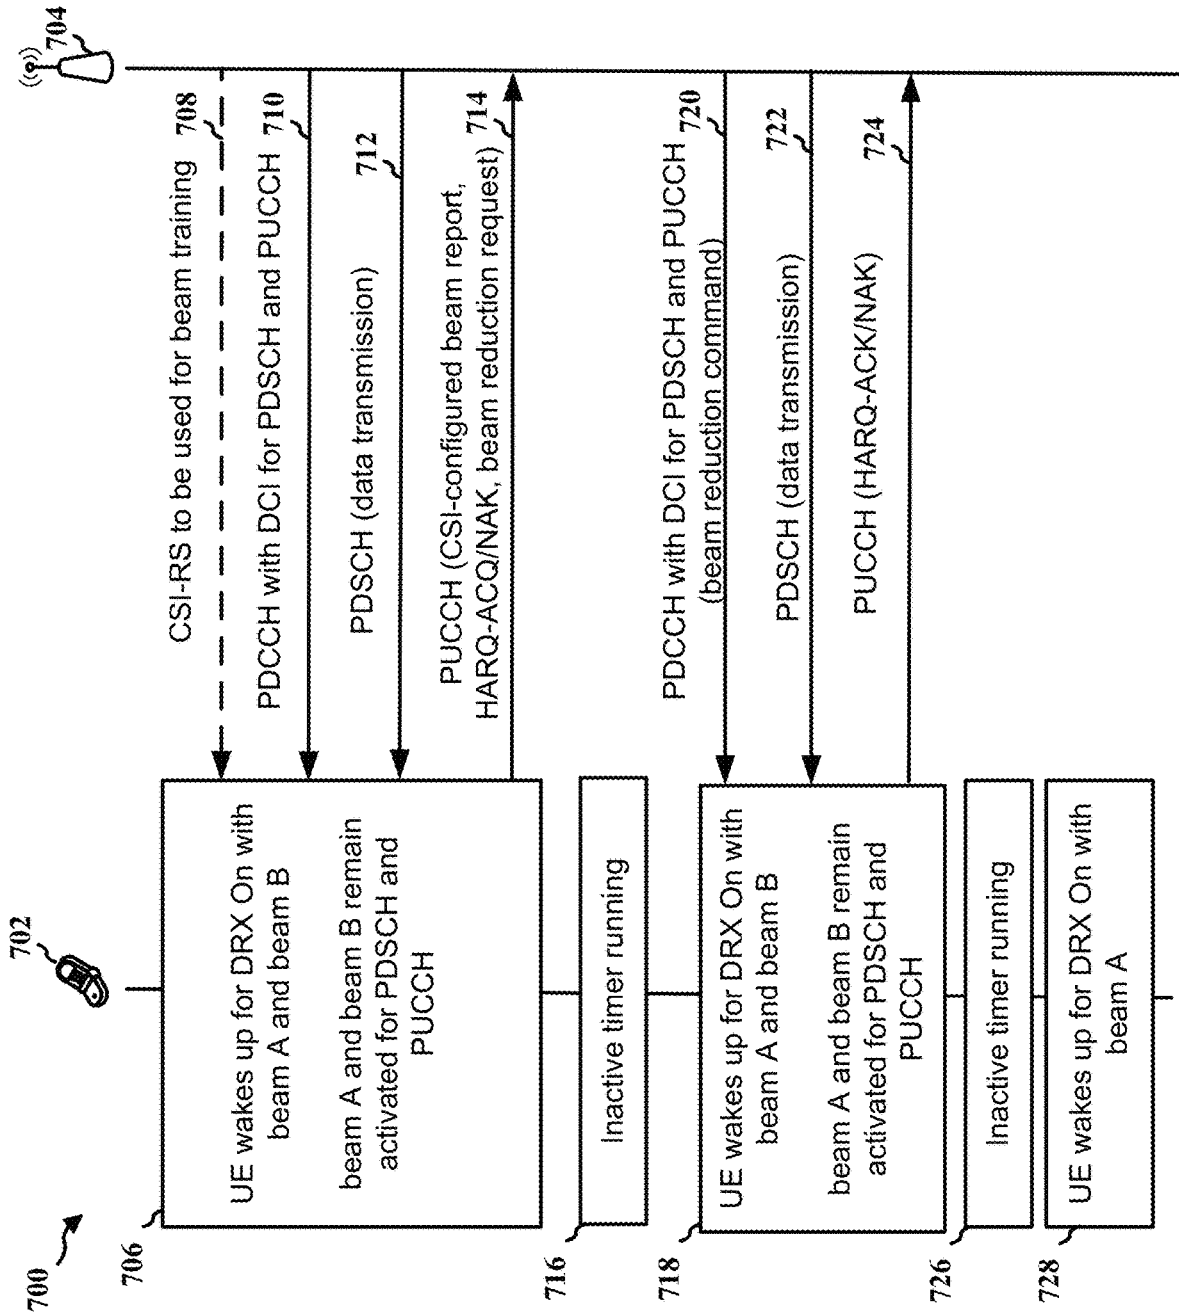 700
702
704
706
UE wakes up for DRX On with
beam A and beam B
beam A and beam B remain
activated for PDSCH and
PUCCH
CSI-RS to be used for beam training
708
PDCCH with DCI for PDSCH and PUCCH
710
PDSCH (data transmission)
712
PUCCH (CSI-configured beam report,
HARQ-ACQ/NAK, beam reduction request)
714
716
Inactive timer running
718
UE wakes up for DRX On with
beam A and beam B
beam A and beam B remain
activated for PDSCH and
PUCCH
PDCCH with DCI for PDSCH and PUCCH
(beam reduction command)
720
PDSCH (data transmission)
722
PUCCH (HARQ-ACK/NAK)
724
726
Inactive timer running
728
UE wakes up for DRX On with
beam A